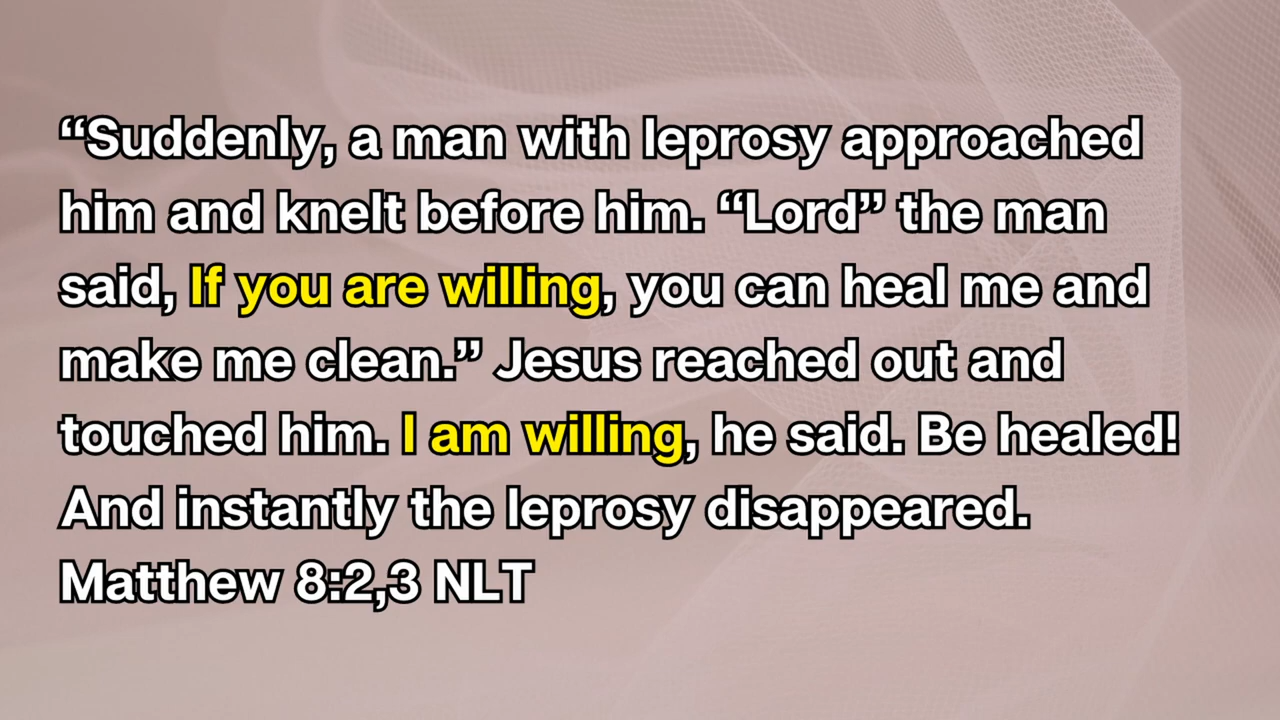 “Suddenly, a man with leprosy approached
him and knelt before him. “Lord” the man
said, If you are willing, you can heal me and
make me clean.” Jesus reached out and
touched him. I am willing, he said. Be healed!
And instantly the leprosy disappeared.
Matthew 8:2,3 NLT